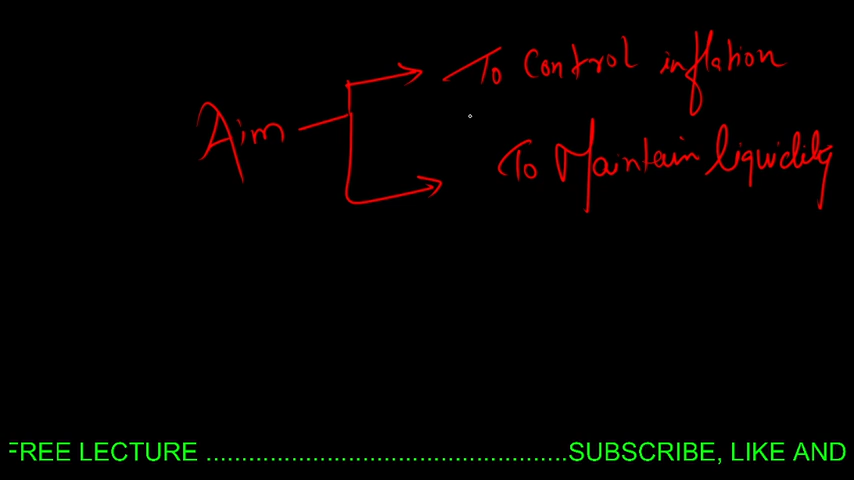 To Control inflation
Aim
To Maintain liquidity
FREE LECTURE ....................................................SUBSCRIBE, LIKE AND